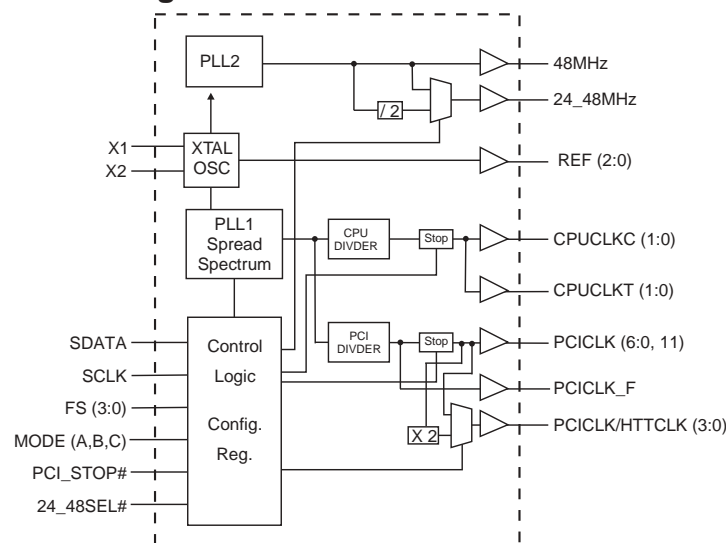 PLL2
48MHz
/ 2
24_48MHz
X1
X2
XTAL
OSC
REF (2:0)
PLL1
Spread
Spectrum
CPU
DIVDER
Stop
CPUCLKC (1:0)
CPUCLKT (1:0)
SDATA
SCLK
FS (3:0)
MODE (A,B,C)
PCI_STOP#
24_48SEL#
Control
Logic
Config.
Reg.
PCI
DIVDER
Stop
PCICLK (6:0, 11)
PCICLK_F
X 2
PCICLK/HTTCLK (3:0)